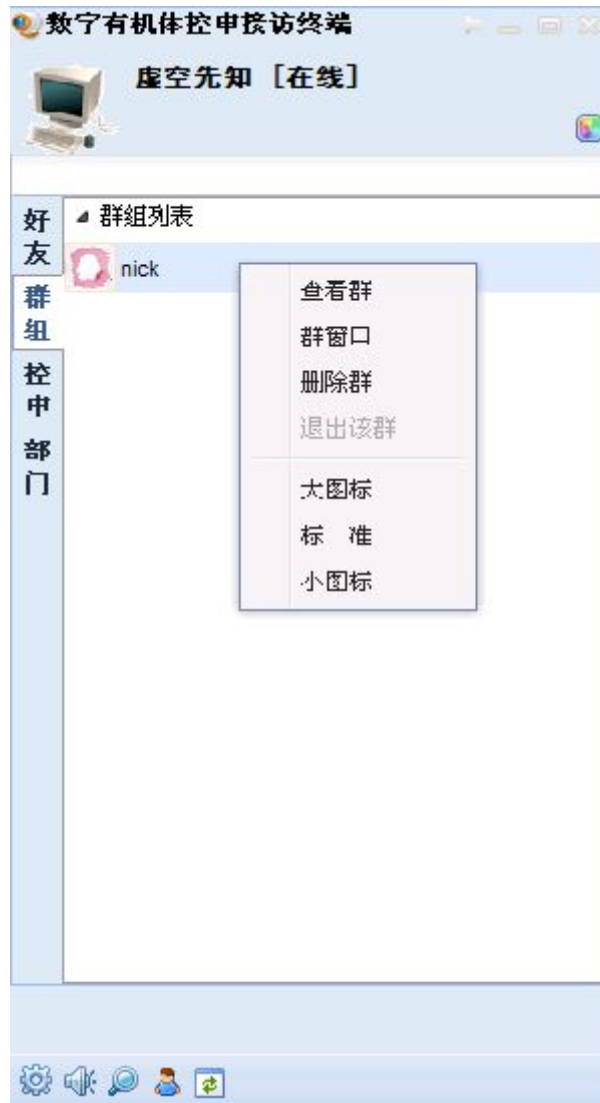 数字有机体控申接访终端
虚空先知 [在线]
好友
群组
控申
部门
群组列表
nick
查看群
群窗口
删除群
退出该群
大图标
标 准
小图标